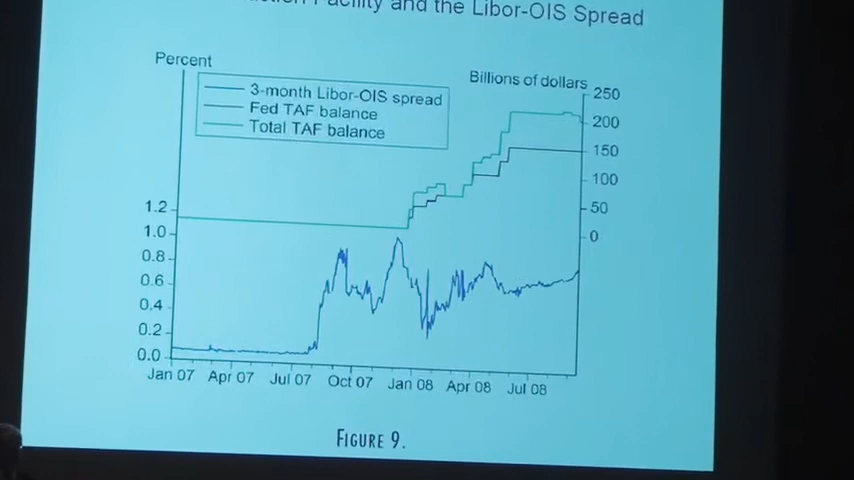 Facility and the Libor-OIS Spread
Percent
Billions of dollars
3-month Libor-OIS spread
Fed TAF balance
Total TAF balance
250
200
150
100
50
0
1.2
1.0
0.8
0.6
0.4
0.2
0.0
Jan 07 Apr 07 Jul 07 Oct 07 Jan 08 Apr 08 Jul 08
FIGURE 9.